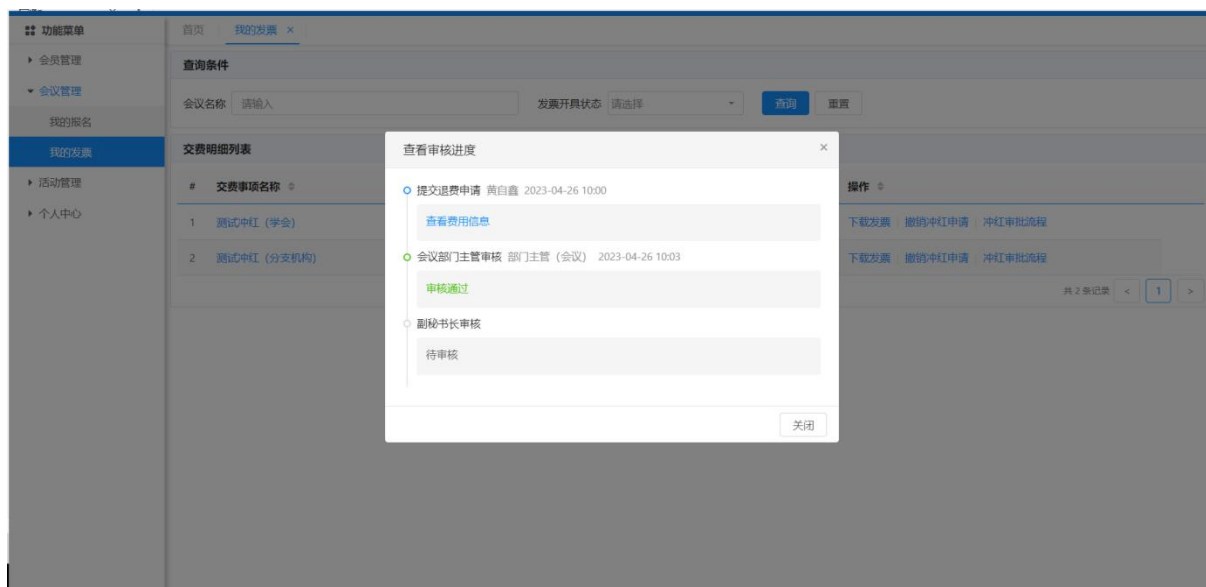 功能菜单
首页 我的发票 ×
会员管理
查询条件
会议管理
会议名称 请输入 发票开具状态 请选择 查询 重置
我的报名
我的发票
交费明细列表
查看审核进度 ×
活动管理
# 交费事项名称 操作
提交退费申请 黄自鑫 2023-04-26 10:00
个人中心
1 测试冲红 (学会) 查看费用信息 下载发票 撤销冲红申请 冲红审批流程
2 测试冲红 (分支机构) 会议部门主管审核 部门主管 (会议) 2023-04-26 10:03 下载发票 撤销冲红申请 冲红审批流程
审核通过
共 2 条记录 < 1 >
副秘书长审核
待审核
关闭